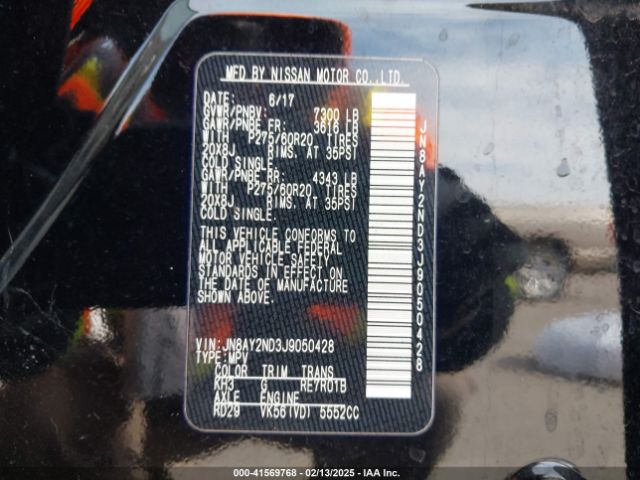 MFD BY NISSAN MOTOR CO.,LTD.
DATE: 6/17
GVWR/PNBV: 7300 LB
GAWR/PNBE FR: 3616 LB
WITH P275/60R20 TIRES
20X8J RIMS. AT 35PSI
COLD SINGLE.
GAWR/PNBE RR: 4343 LB
WITH P275/60R20 TIRES
20X8J RIMS. AT 35PSI
COLD SINGLE.
THIS VEHICLE CONFORMS TO
ALL APPLICABLE FEDERAL
MOTOR VEHICLE SAFETY
STANDARDS IN EFFECT ON
THE DATE OF MANUFACTURE
SHOWN ABOVE.
VIN:JN8AY2ND3J9050428
TYPE:MPV
COLOR TRIM TRANS
KH3 G RE7R01B
AXLE ENGINE
RD29 VK56(VD) 5552CC
JN8AY2ND3J9050428
000-41569768 - 02/13/2025 - IAA Inc.